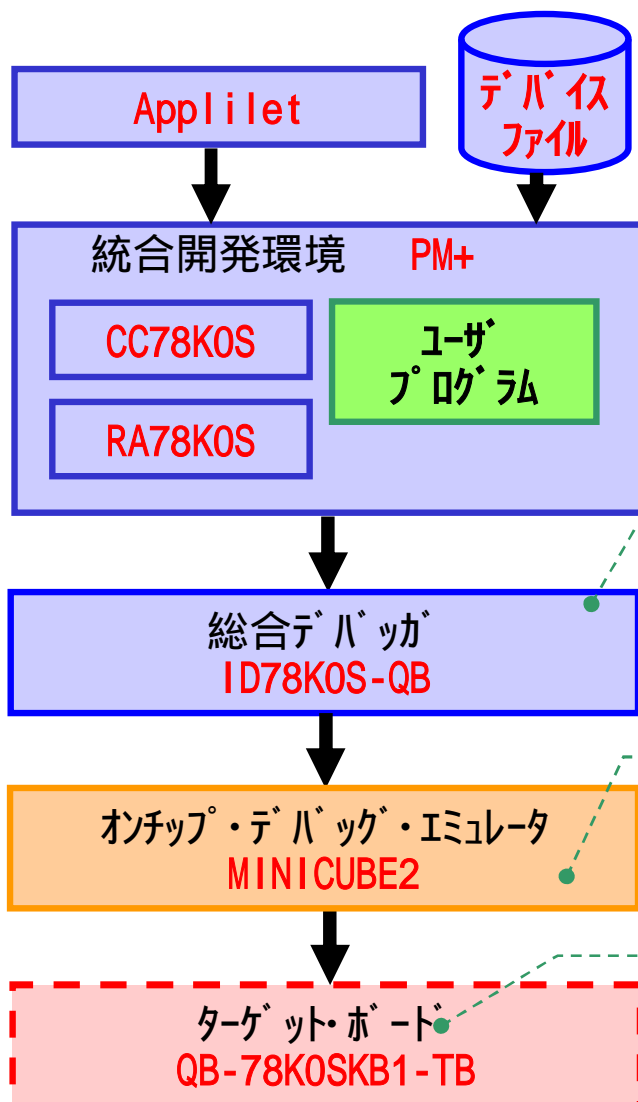 Applilet
ﾃﾞﾊﾞｲｽ
ﾌｧｲﾙ
統合開発環境 PM+
CC78K0S
ﾕｰｻﾞ
ﾌﾟﾛｸﾞﾗﾑ
RA78K0S
総合ﾃﾞﾊﾞｯｶﾞ
ID78K0S-QB
ｵﾝﾁｯﾌﾟ・ﾃﾞﾊﾞｯｸﾞ・ｴﾐｭﾚｰﾀ
MINICUBE2
ﾀｰｹﾞｯﾄ・ﾎﾞｰﾄﾞ
QB-78K0SKB1-TB